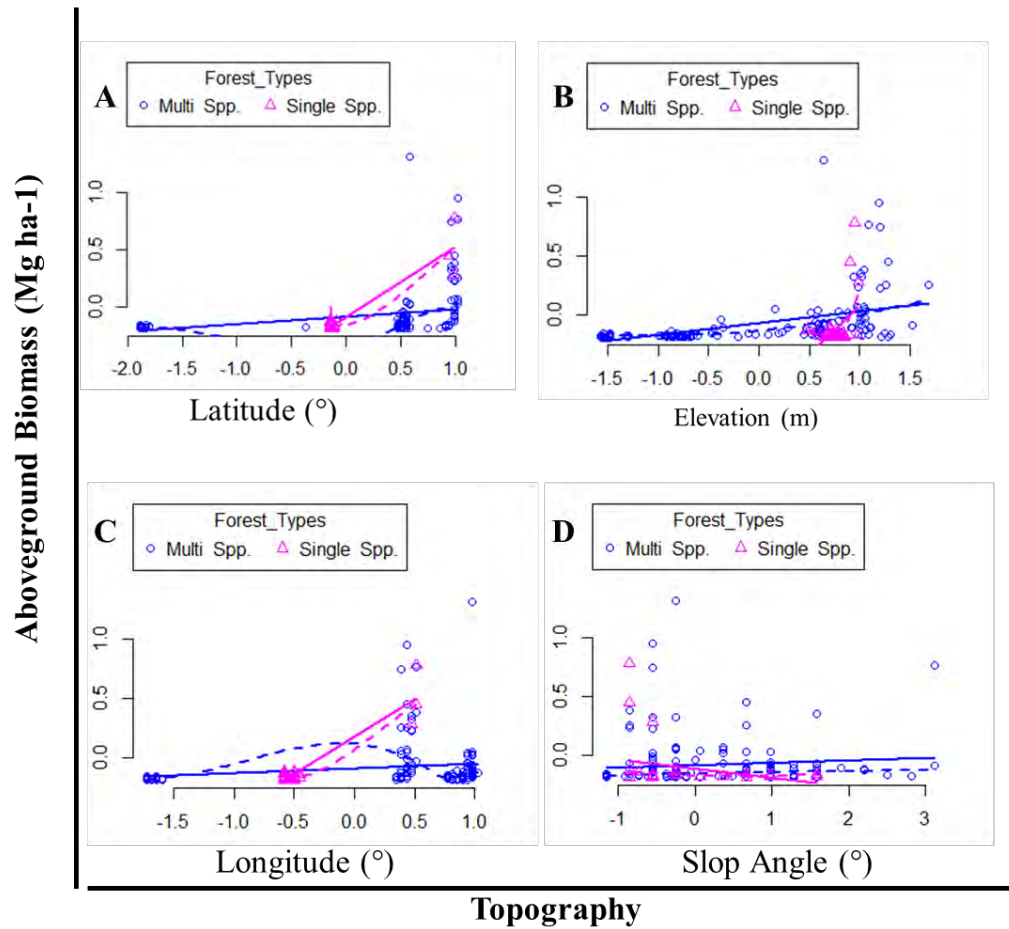 Aboveground Biomass (Mg ha-1)
A
Forest_Types
Multi Spp.
Single Spp.
1.0
0.5
0.0
-2.0 -1.5 -1.0 -0.5 0.0 0.5 1.0
Latitude (°)
B
Forest_Types
Multi Spp.
Single Spp.
1.0
0.5
0.0
-1.5 -1.0 -0.5 0.0 0.5 1.0 1.5
Elevation (m)
C
Forest_Types
Multi Spp.
Single Spp.
1.0
0.5
0.0
-1.5 -1.0 -0.5 0.0 0.5 1.0
Longitude (°)
D
Forest_Types
Multi Spp.
Single Spp.
1.0
0.5
0.0
-1 0 1 2 3
Slop Angle (°)
Topography